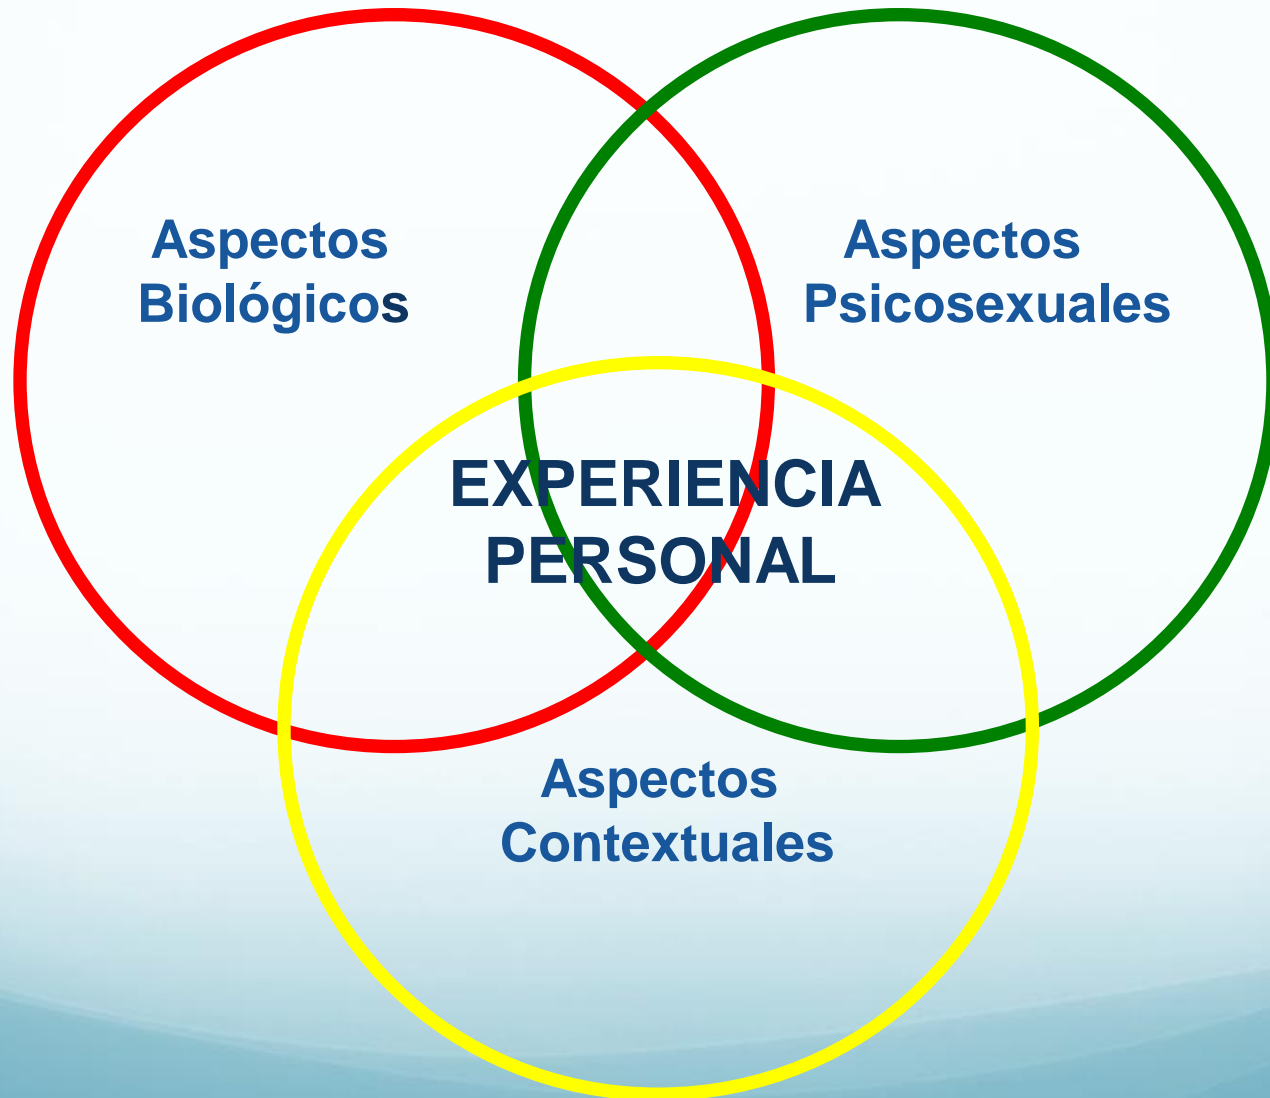 Aspectos
Biológicos
Aspectos
Psicosexuales
EXPERIENCIA
PERSONAL
Aspectos
Contextuales